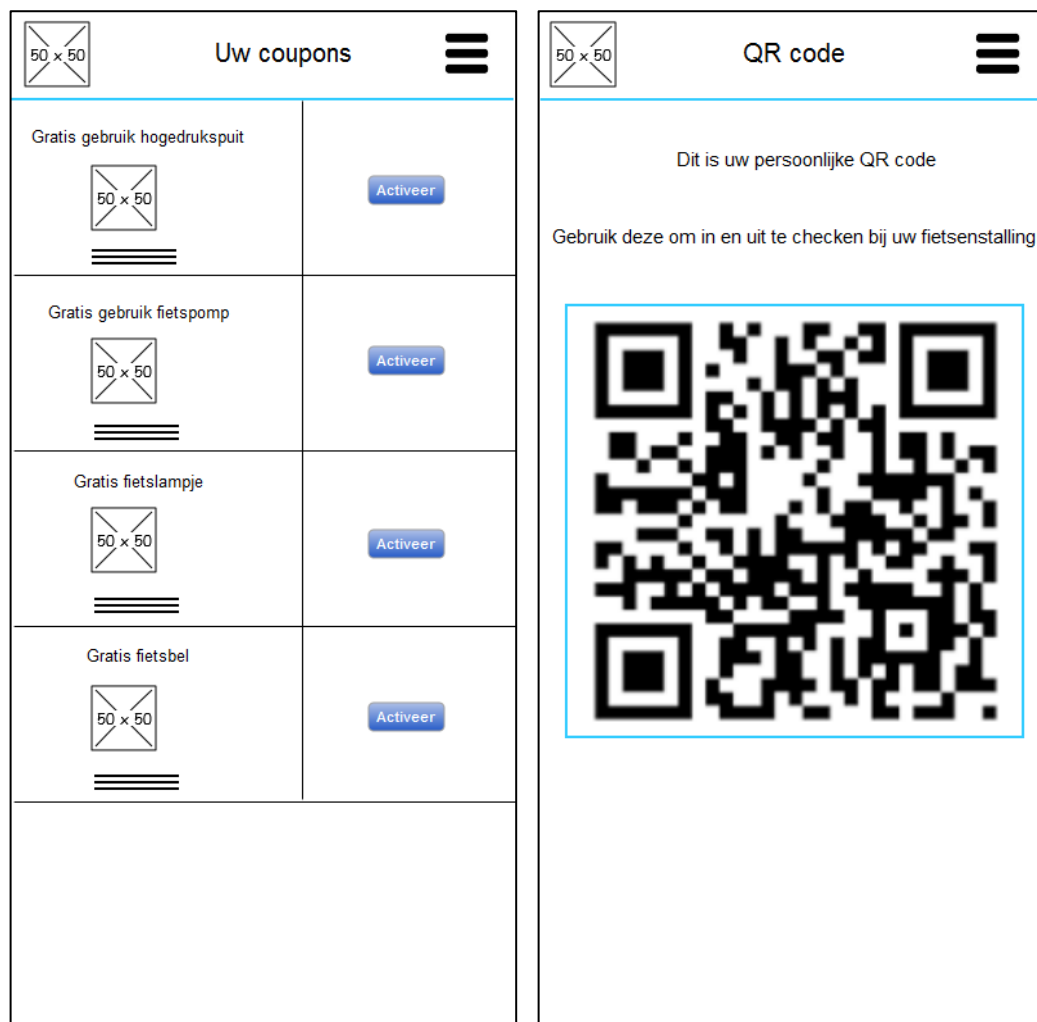 50 x 50
Uw coupons
Gratis gebruik hogedrukspuit
50 x 50
Activeer
Gratis gebruik fietspomp
50 x 50
Activeer
Gratis fietslampje
50 x 50
Activeer
Gratis fietsbel
50 x 50
Activeer
50 x 50
QR code
Dit is uw persoonlijke QR code
Gebruik deze om in en uit te checken bij uw fietsenstalling